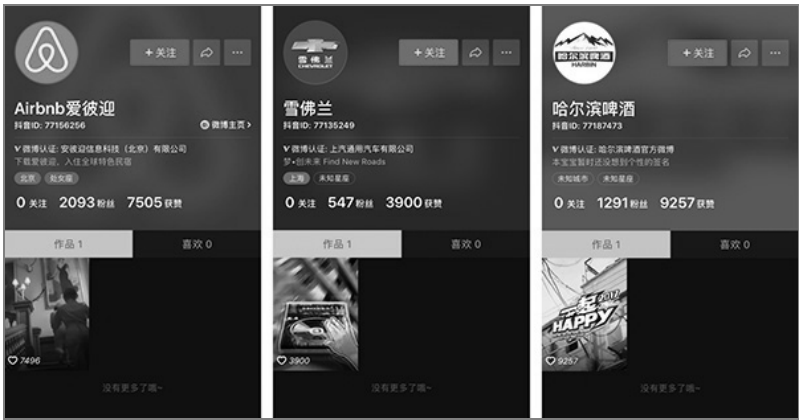 +关注
Airbnb爱彼迎
抖音ID: 77156256
微博主页>
V 微博认证: 安彼迎信息科技（北京）有限公司
下载爱彼迎，入住全球特色民宿
北京 处女座
0 关注 2093 粉丝 7505 获赞
作品 1 喜欢 0
7496
没有更多了哦~
雪佛兰
CHEVROLET
+关注
雪佛兰
抖音ID: 77135249
V 微博认证: 上汽通用汽车有限公司
梦•创未来 Find New Roads
上海 未知星座
0 关注 547 粉丝 3900 获赞
作品 1 喜欢 0
3900
没有更多了哦~
哈尔滨啤酒
HARBIN
+关注
哈尔滨啤酒
抖音ID: 77187473
V 微博认证: 哈尔滨啤酒官方微博
本宝宝暂时还没想到个性的签名
未知城市 未知星座
0 关注 1291 粉丝 9257 获赞
作品 1 喜欢 0
一起
HAPPY
9257
没有更多了哦~